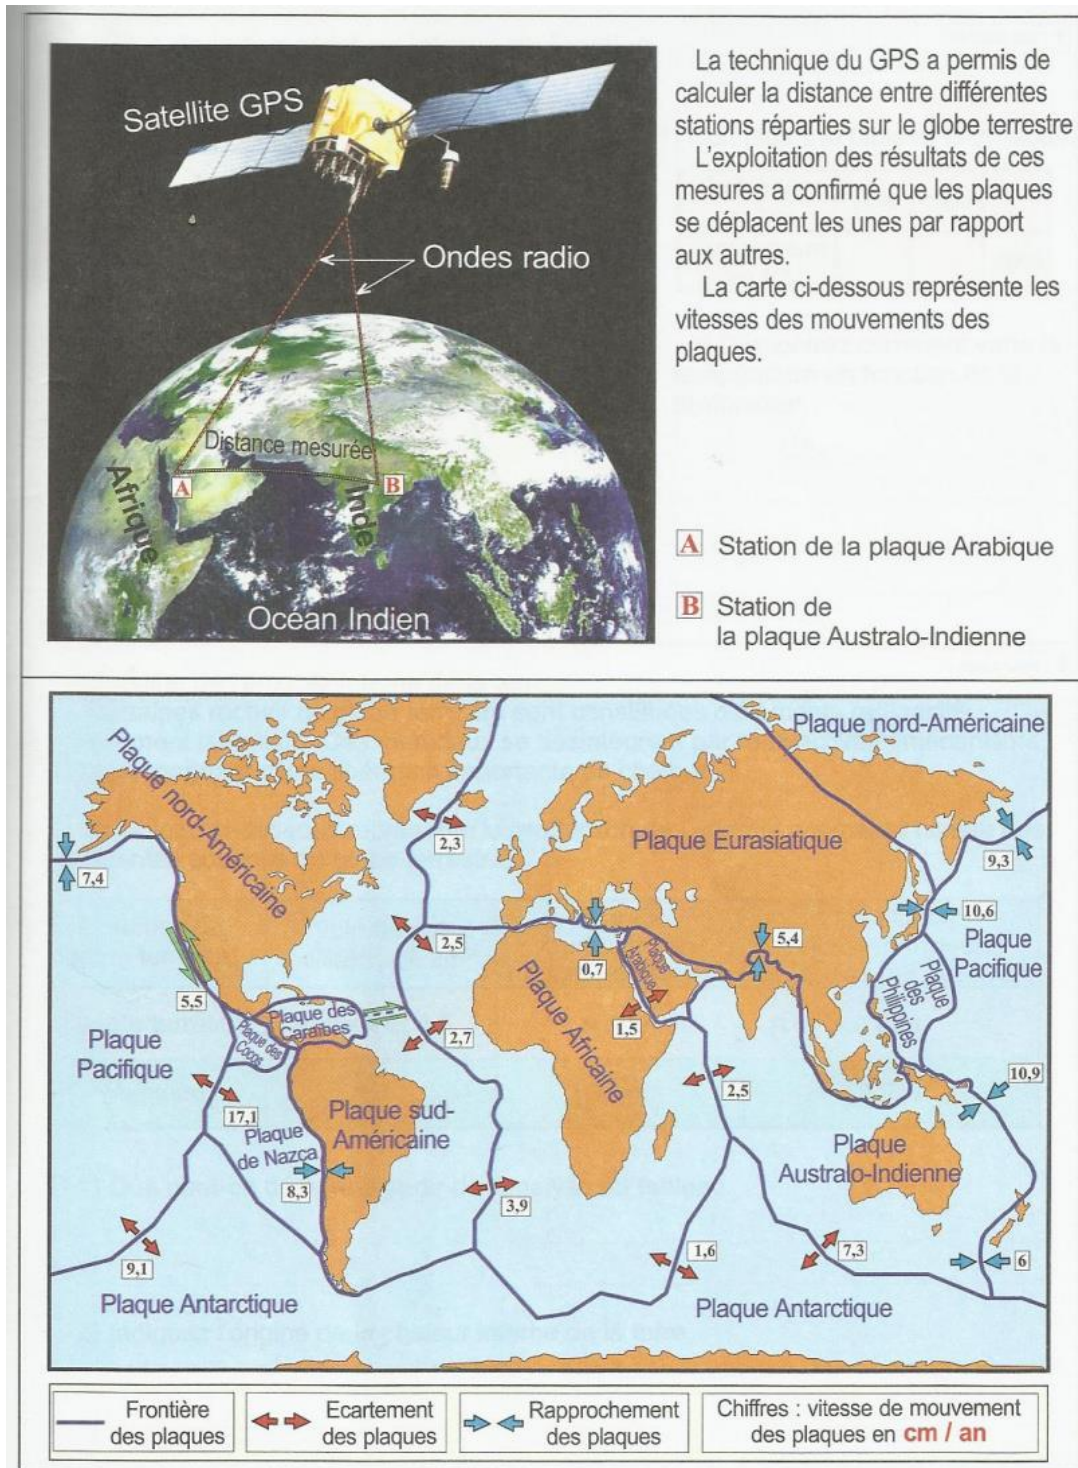 Satellite GPS
Ondes radio
Distance mesurée
Afrique
A
B
Inde
Océan Indien
La technique du GPS a permis de
calculer la distance entre différentes
stations réparties sur le globe terrestre
L'exploitation des résultats de ces
mesures a confirmé que les plaques
se déplacent les unes par rapport
aux autres.
La carte ci-dessous représente les
vitesses des mouvements des
plaques.
A Station de la plaque Arabique
B Station de
la plaque Australo-Indienne
Plaque nord-Américaine
Plaque nord-Américaine
Plaque Eurasiatique
2,3
7,4
9,3
10,6
2,5
5,4
0,7
Plaque
Arabique
Plaque
Pacifique
Plaque
des
Philippines
5,5
Plaque des
Caraïbes
Plaque des
Cocos
2,7
1,5
Plaque Africaine
Plaque
Pacifique
10,9
2,5
17,1
Plaque sud-
Américaine
Plaque
de Nazca
8,3
Plaque
Australo-Indienne
3,9
9,1
1,6
7,3
6
Plaque Antarctique
Plaque Antarctique
Frontière
des plaques
Ecartement
des plaques
Rapprochement
des plaques
Chiffres : vitesse de mouvement
des plaques en cm / an